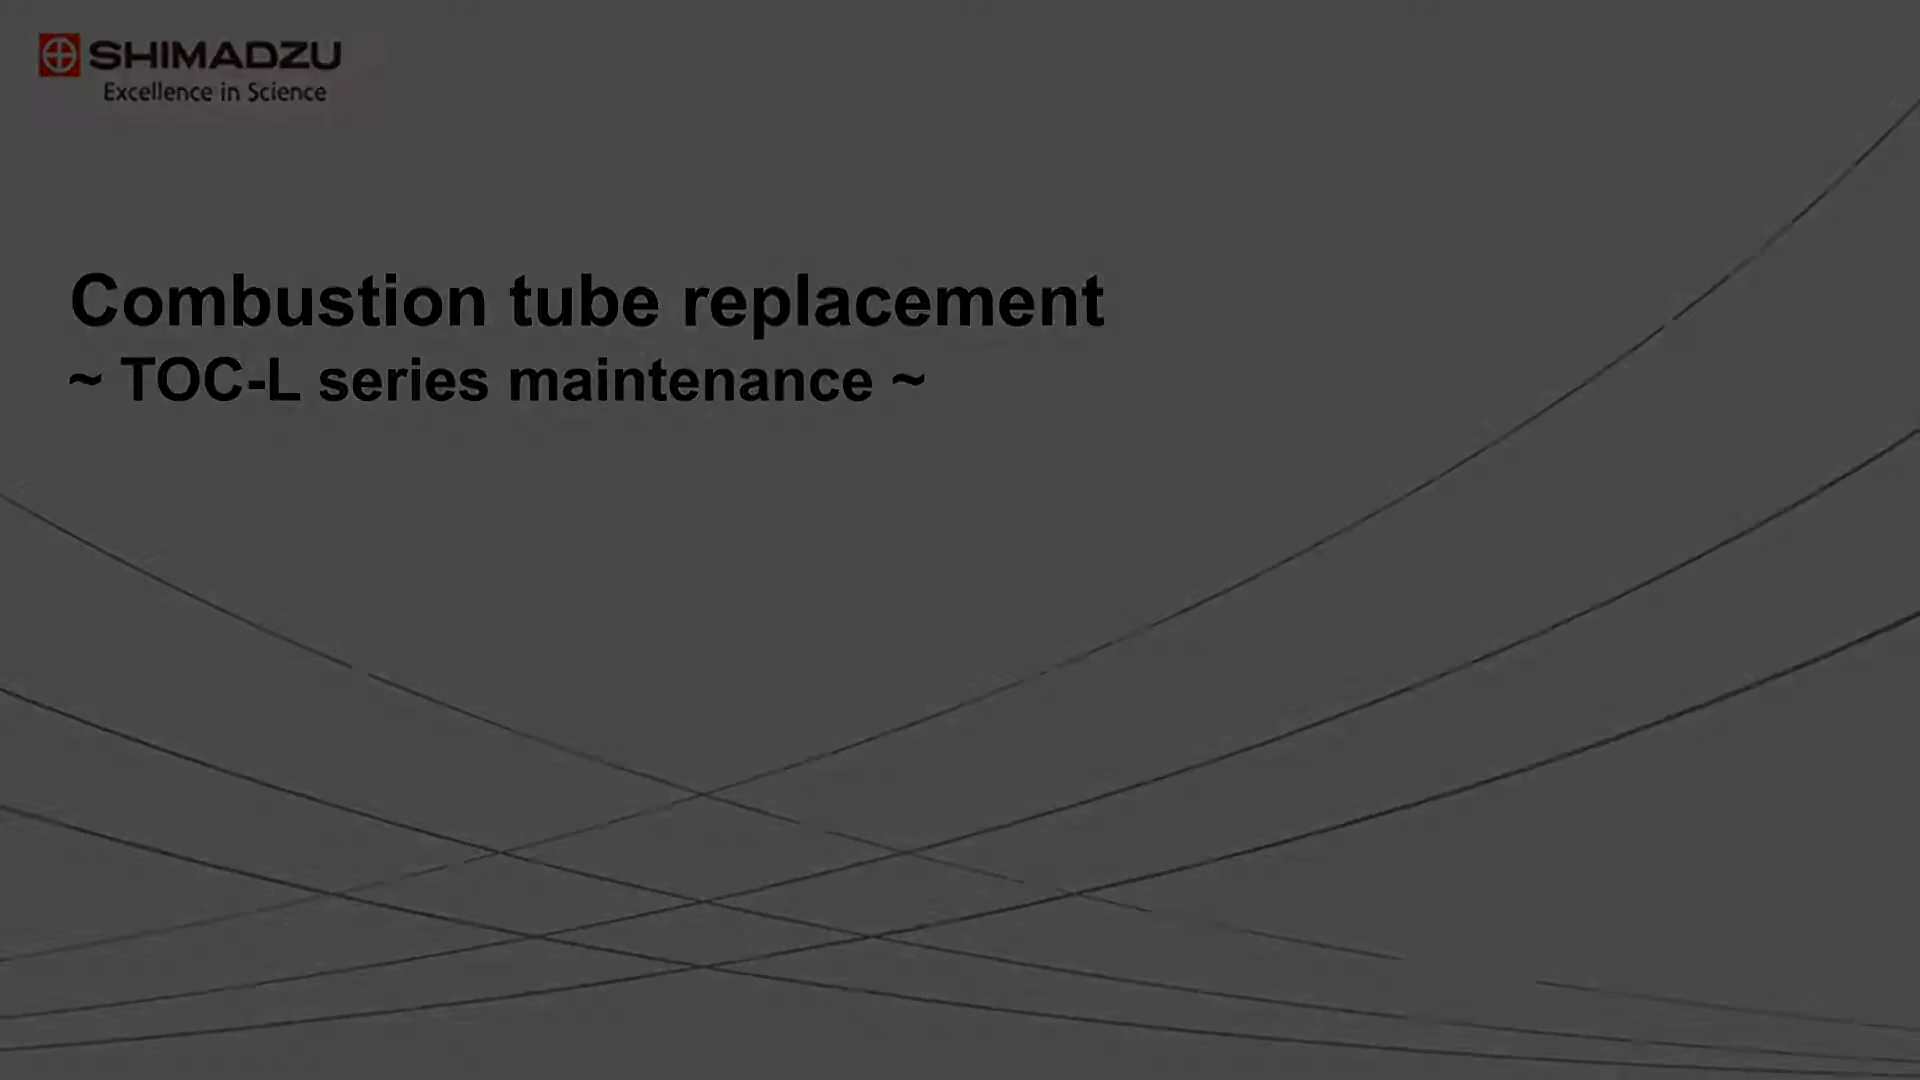 SHIMADZU
Excellence in Science
Combustion tube replacement
~ TOC-L series maintenance ~